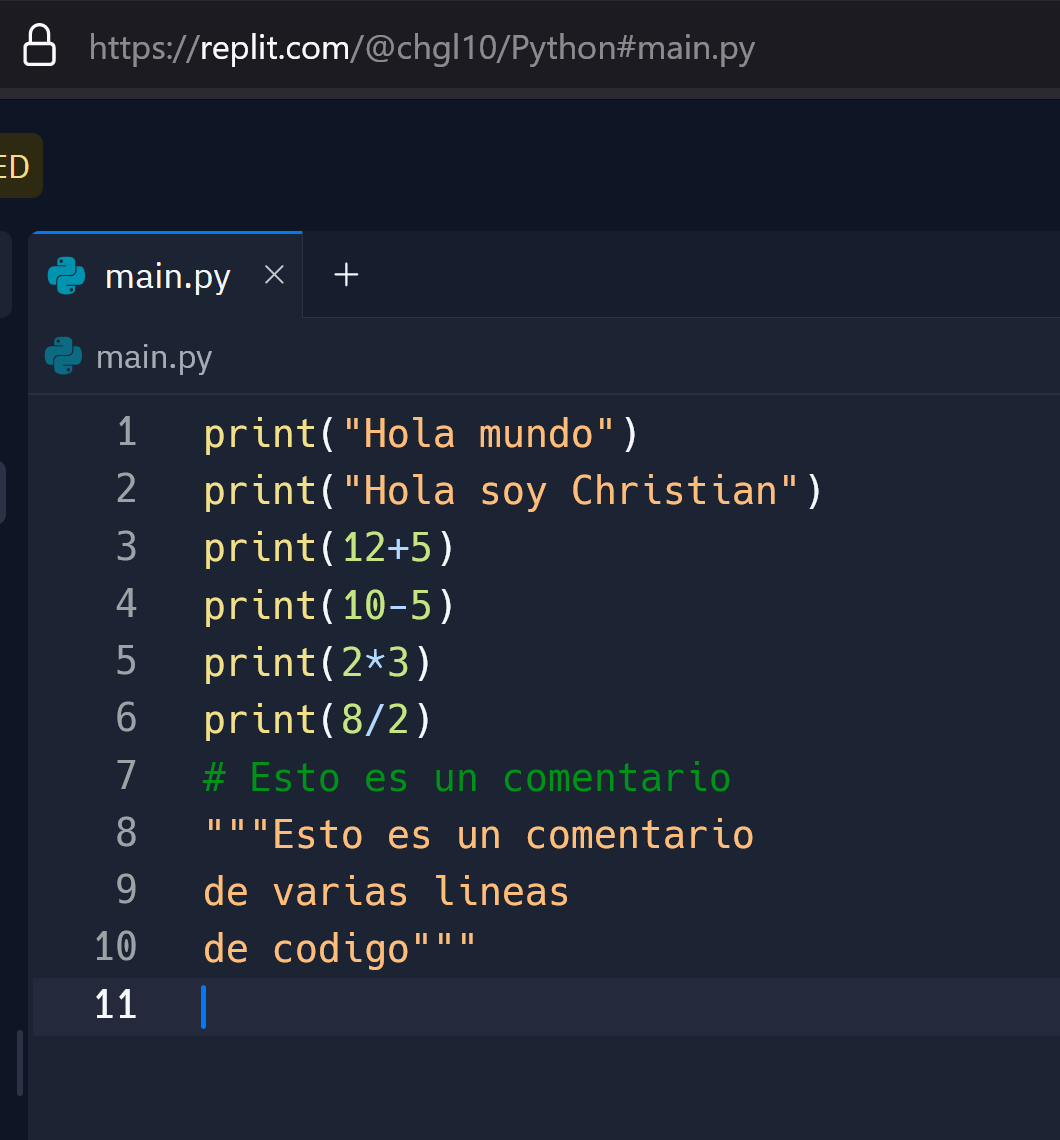 https://replit.com/@chgl10/Python#main.py
ED
main.py × +
main.py
1 print("Hola mundo")
2 print("Hola soy Christian")
3 print(12+5)
4 print(10-5)
5 print(2*3)
6 print(8/2)
7 # Esto es un comentario
8 """Esto es un comentario
9 de varias lineas
10 de codigo"""
11